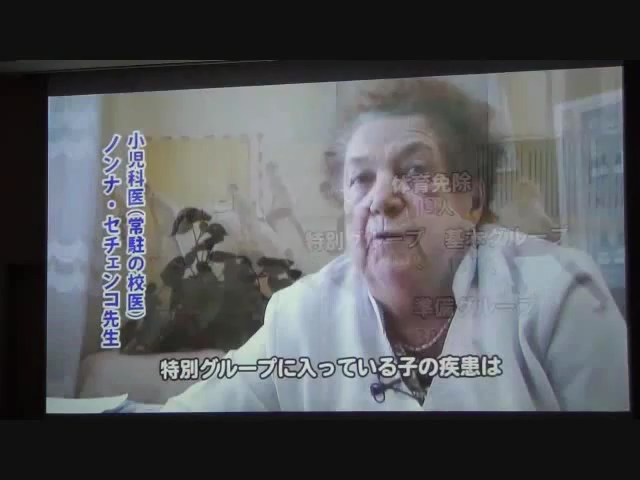 小児科医（常駐の校医）
ノンナ・セチェンコ先生
体育免除
10人
特別グループ 基本グループ
準備グループ
特別グループに入っている子の疾患は